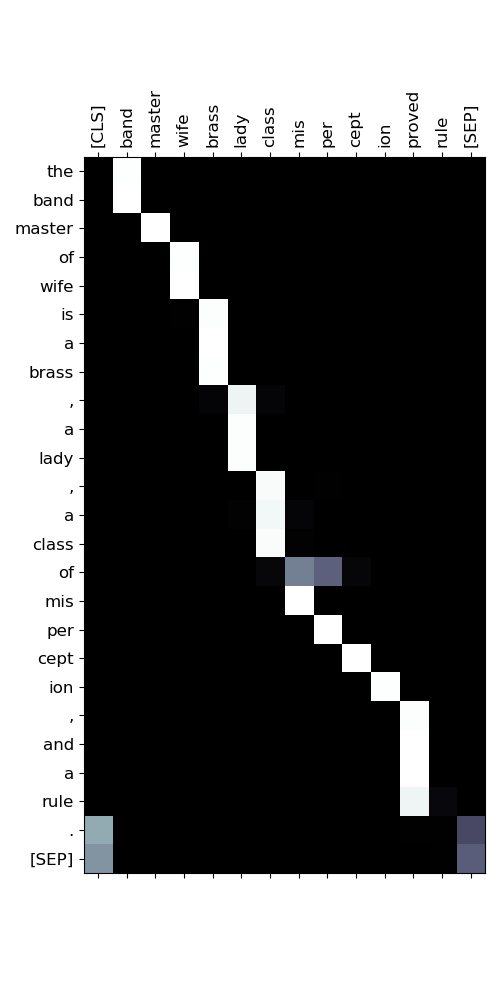 [CLS] band master wife brass lady class mis per cept ion proved rule [SEP]
the
band
master
of
wife
is
a
brass
,
a
lady
,
a
class
of
mis
per
cept
ion
,
and
a
rule
.
[SEP]